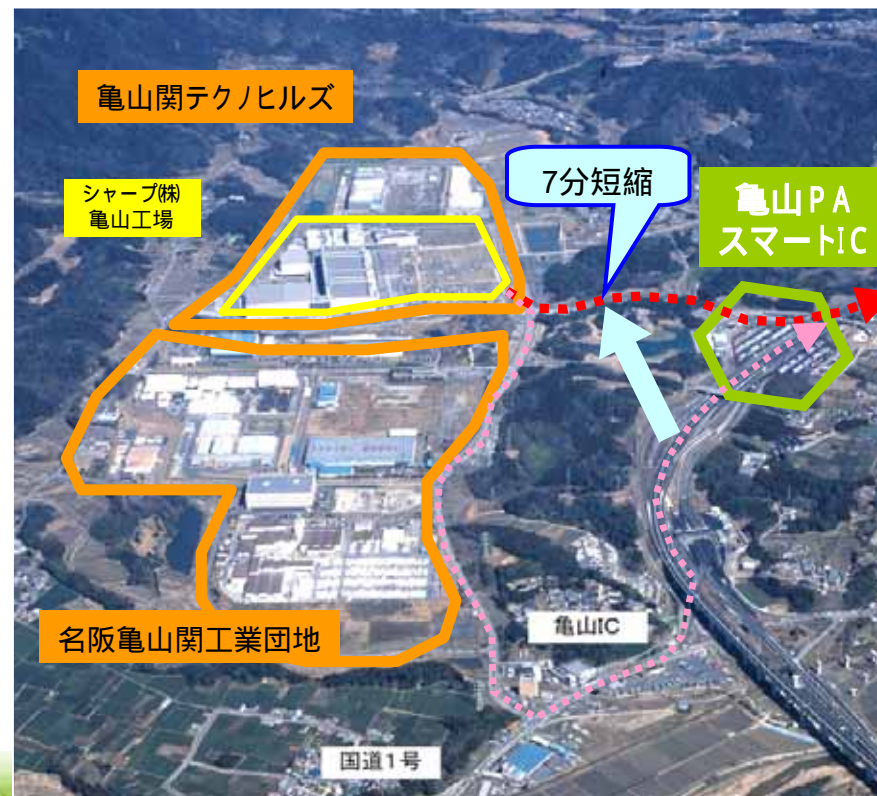 亀山関テクノヒルズ
シャープ㈱
亀山工場
7分短縮
亀山PA
スマートIC
亀山IC
名阪亀山関工業団地
国道1号